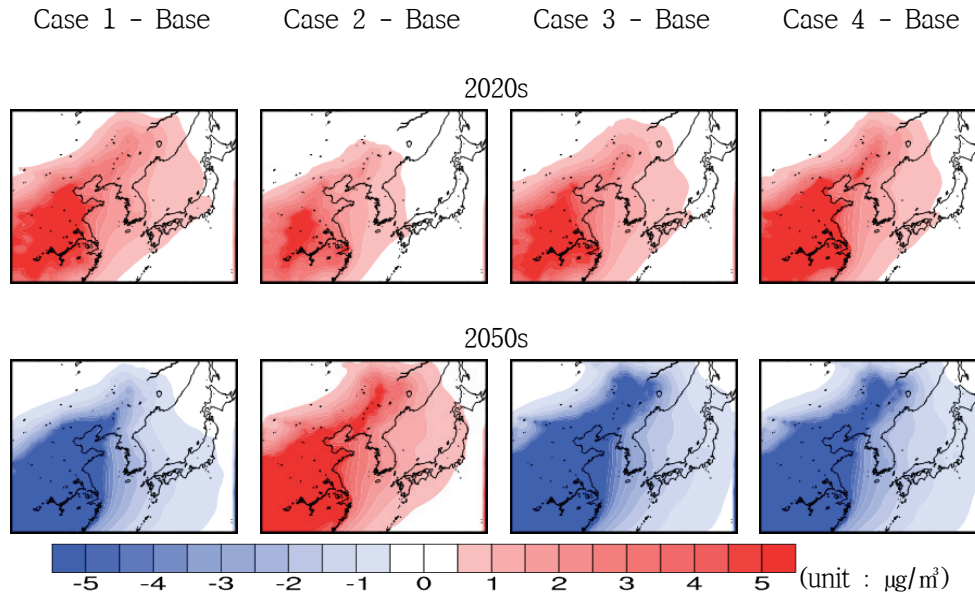 Case 1 - Base Case 2 - Base Case 3 - Base Case 4 - Base
2020s
2050s
-5 -4 -3 -2 -1 0 1 2 3 4 5 (unit : ㎍/㎥)